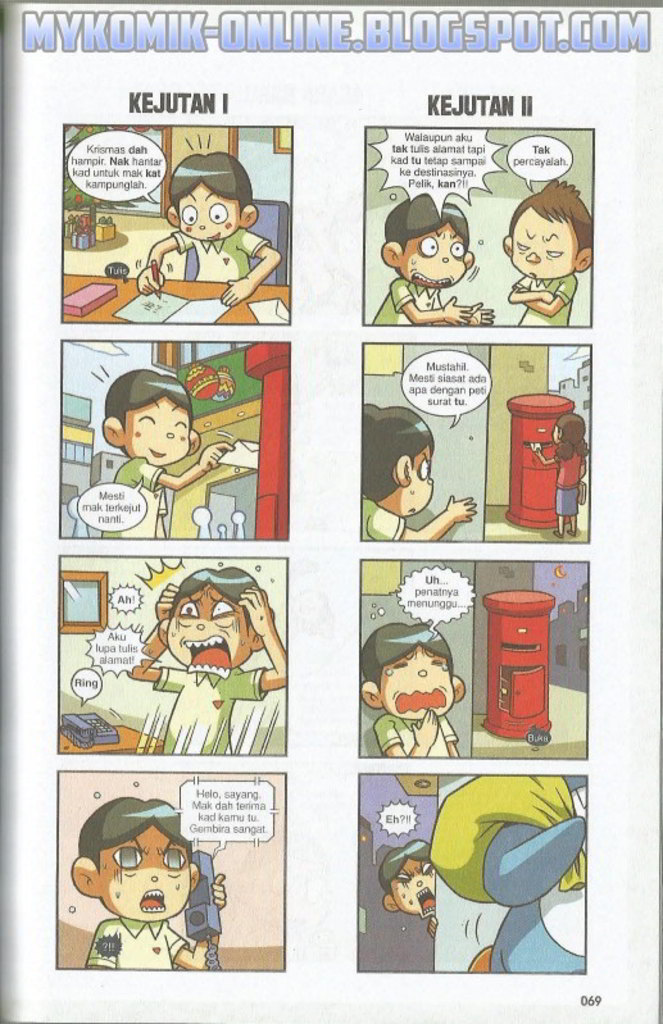 MYKOMIK-ONLINE.BLOGSPOT.COM
KEJUTAN I
Krismas dah
hampir. Nak hantar
kad untuk mak kat
kampunglah.
Tulis
Mesti
mak terkejut
nanti.
Ah!
Aku
lupa tulis
alamat!
Ring
Helo, sayang.
Mak dah terima
kad kamu tu.
Gembira sangat.
?!!
KEJUTAN II
Walaupun aku
tak tulis alamat tapi
kad tu tetap sampai
ke destinasinya.
Pelik, kan?!!
Tak
percayalah.
Mustahil.
Mesti siasat ada
apa dengan peti
surat tu.
Uh...
penatnya
menunggu...
Buka
Eh?!!
069